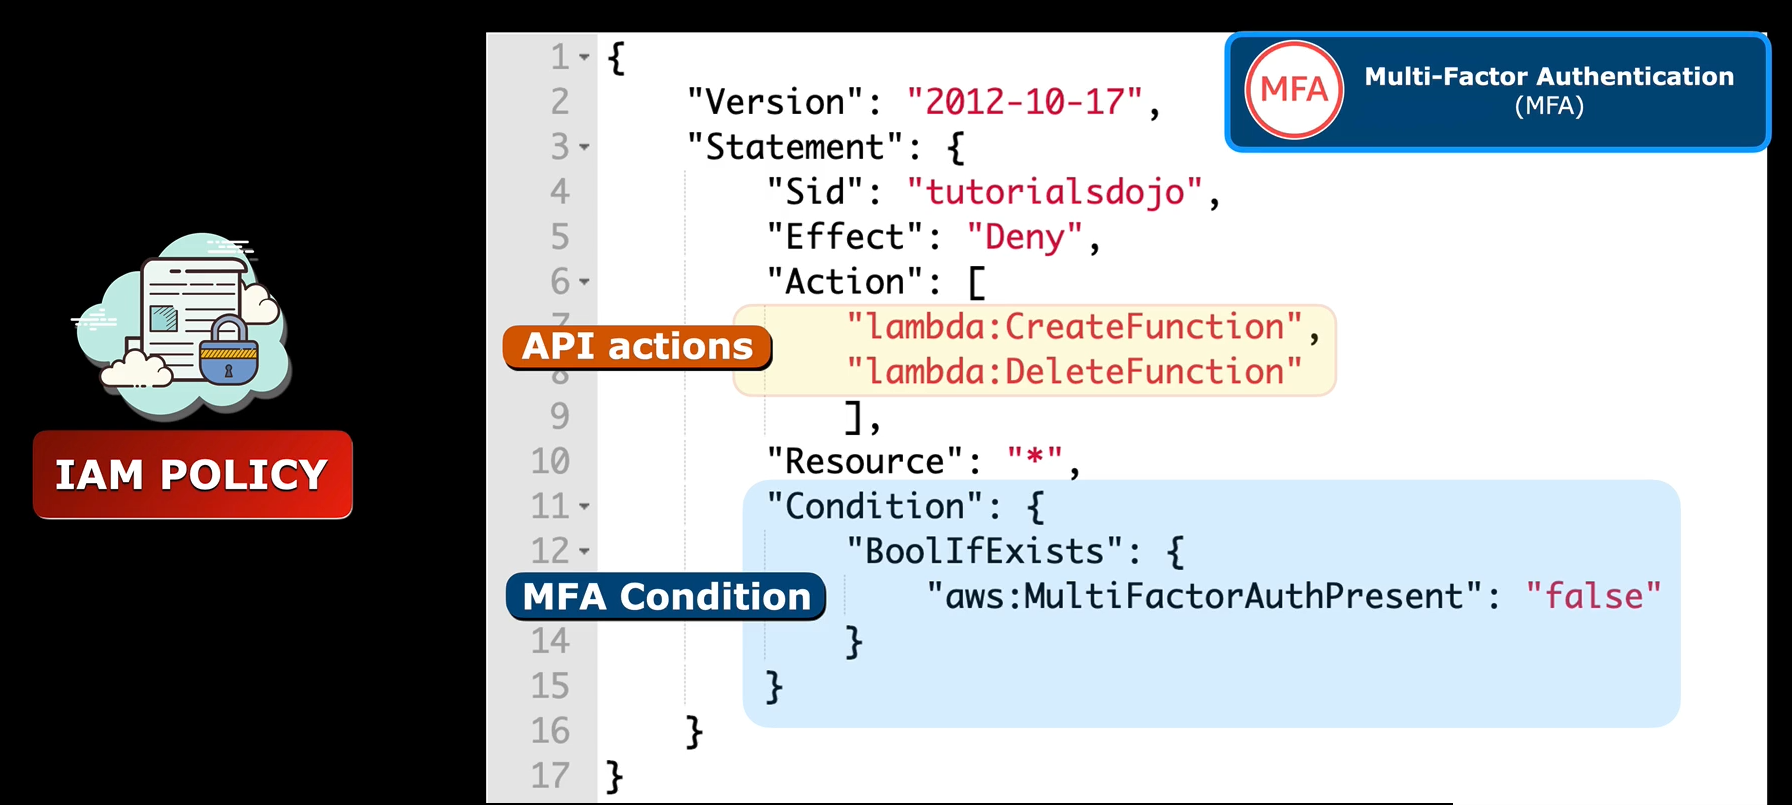 1 {
2 "Version": "2012-10-17",
3 "Statement": {
4 "Sid": "tutorialsdojo",
5 "Effect": "Deny",
6 "Action": [
"lambda:CreateFunction",
"lambda:DeleteFunction"
9 ],
10 "Resource": "*",
11 "Condition": {
12 "BoolIfExists": {
"aws:MultiFactorAuthPresent": "false"
14 }
15 }
16 }
17 }
MFA
Multi-Factor Authentication
(MFA)
API actions
MFA Condition
IAM POLICY